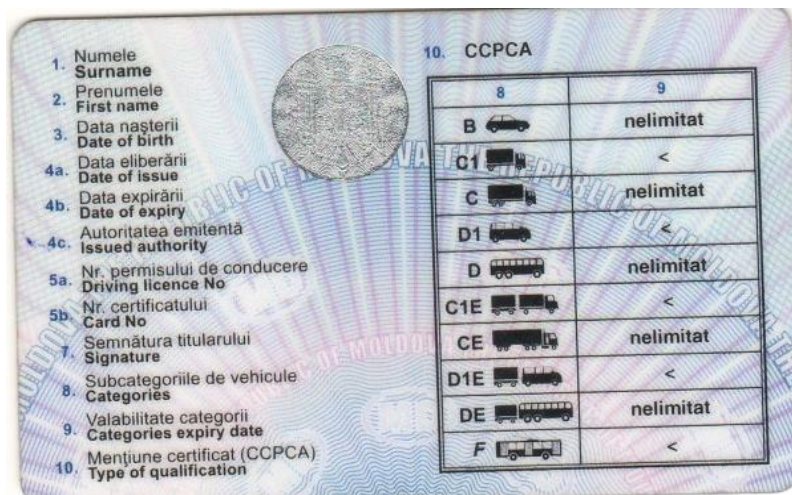 1. Numele
Surname
2. Prenumele
First name
3. Data nașterii
Date of birth
4a. Data eliberării
Date of issue
4b. Data expirării
Date of expiry
4c. Autoritatea emitentă
Issued authority
5a. Nr. permisului de conducere
Driving licence No
5b. Nr. certificatului
Card No
7. Semnătura titularului
Signature
8. Subcategoriile de vehicule
Categories
9. Valabilitate categorii
Categories expiry date
10. Mențiune certificat (CCPCA)
Type of qualification
10. CCPCA
8 9
B nelimitat
C1 <
C nelimitat
D1 <
D nelimitat
C1E <
CE nelimitat
D1E <
DE nelimitat
F <